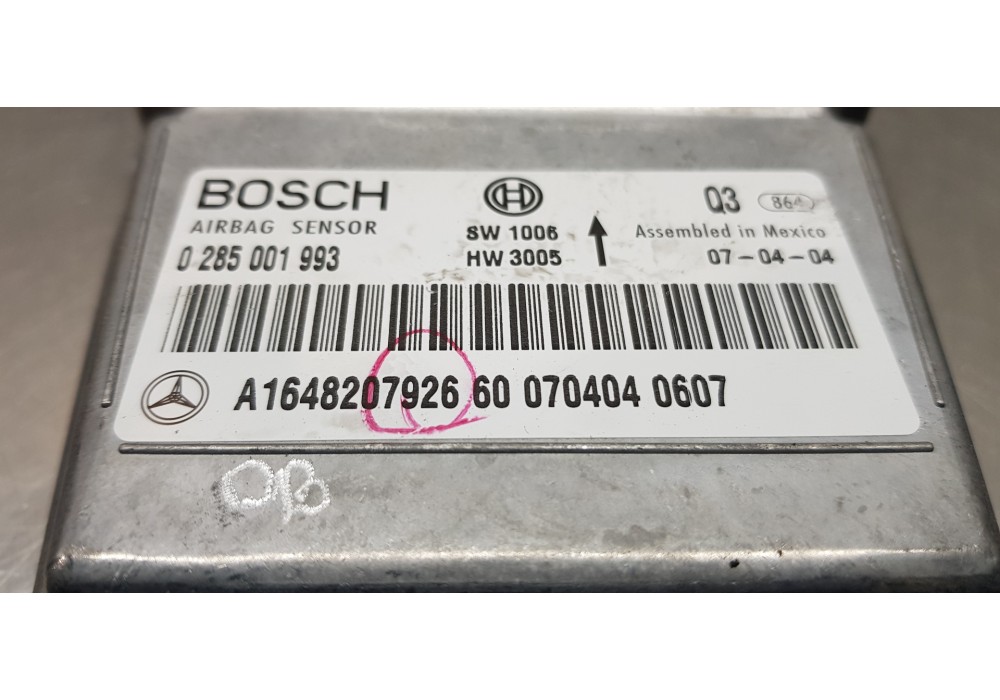 BOSCH
Q3 864
AIRBAG SENSOR
SW 1006
Assembled in Mexico
0 285 001 993
HW 3005
07-04-04
A1648207926 60 070404 0607
OB